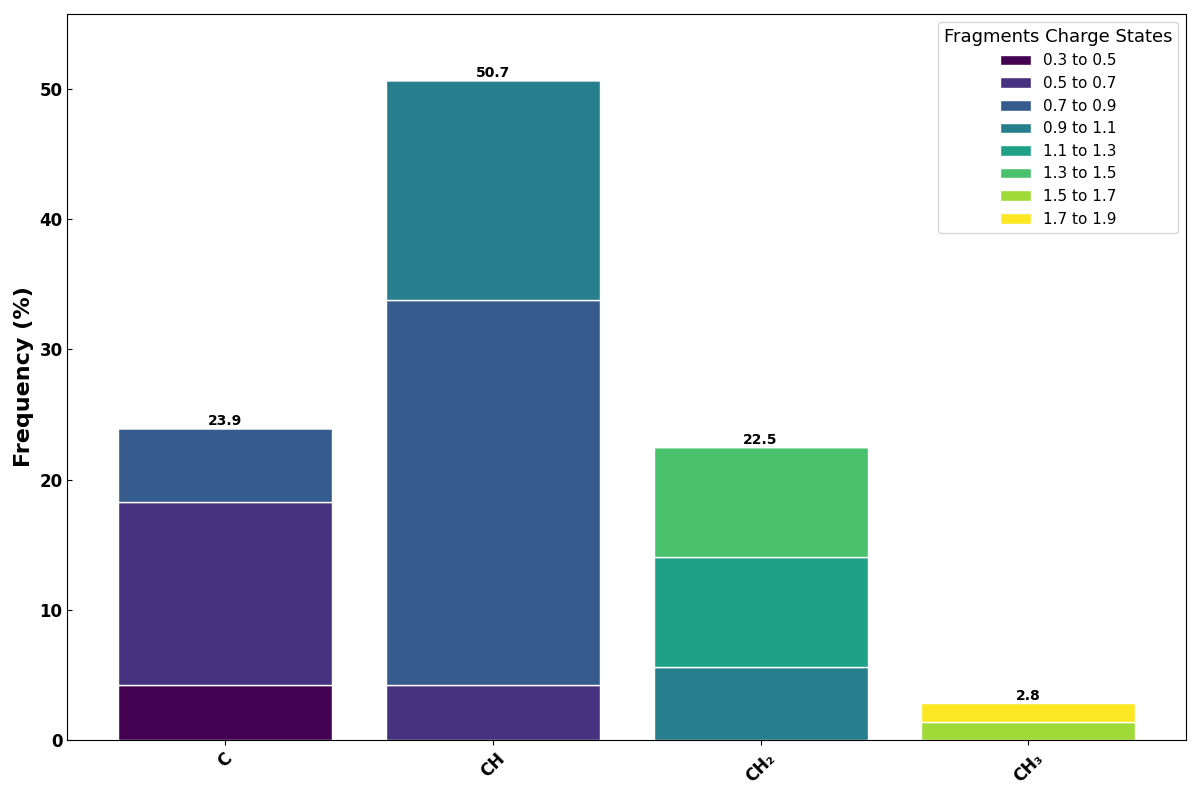 Fragments Charge States
0.3 to 0.5
0.5 to 0.7
0.7 to 0.9
0.9 to 1.1
1.1 to 1.3
1.3 to 1.5
1.5 to 1.7
1.7 to 1.9
Frequency (%)
50
40
30
20
10
0
23.9
50.7
22.5
2.8
C
CH
CH₂
CH₃